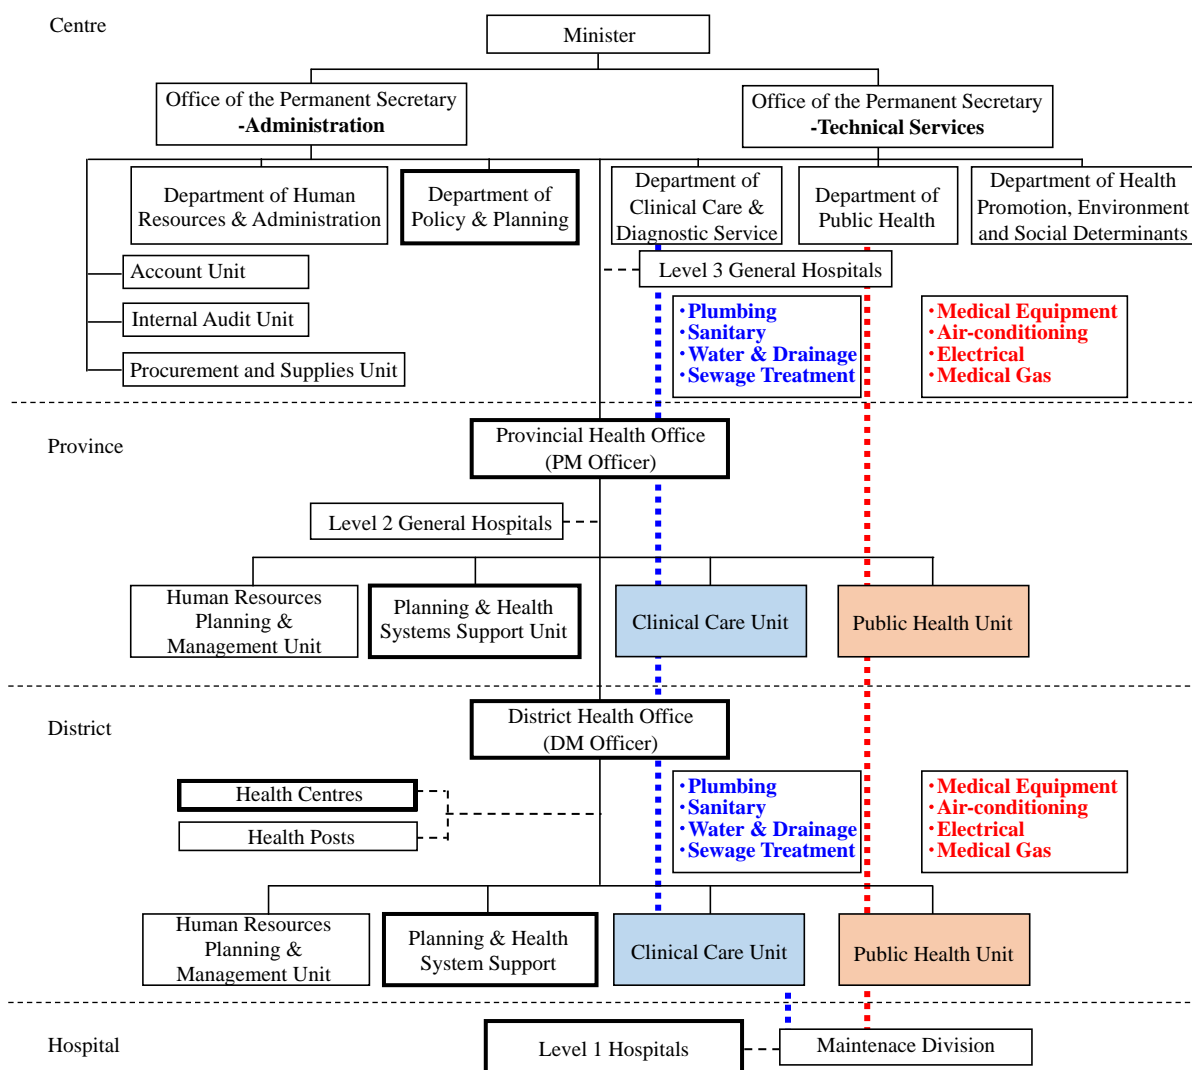 Centre
Minister
Office of the Permanent Secretary
-Administration
Office of the Permanent Secretary
-Technical Services
Department of Human
Resources & Administration
Department of
Policy & Planning
Department of
Clinical Care &
Diagnostic Service
Department of
Public Health
Department of Health
Promotion, Environment
and Social Determinants
Account Unit
Internal Audit Unit
Procurement and Supplies Unit
Level 3 General Hospitals
・Plumbing
・Sanitary
・Water & Drainage
・Sewage Treatment
・Medical Equipment
・Air-conditioning
・Electrical
・Medical Gas
Province
Provincial Health Office
(PM Officer)
Level 2 General Hospitals
Human Resources
Planning &
Management Unit
Planning & Health
Systems Support Unit
Clinical Care Unit
Public Health Unit
District
District Health Office
(DM Officer)
Health Centres
Health Posts
・Plumbing
・Sanitary
・Water & Drainage
・Sewage Treatment
・Medical Equipment
・Air-conditioning
・Electrical
・Medical Gas
Human Resources
Planning &
Management Unit
Planning & Health
System Support
Clinical Care Unit
Public Health Unit
Hospital
Level 1 Hospitals
Maintenace Division